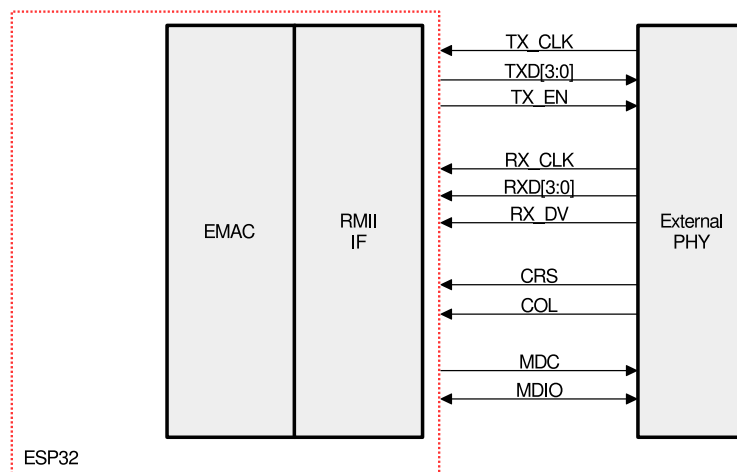 TX_CLK
TXD[3:0]
TX_EN
RX_CLK
RXD[3:0]
RX_DV
EMAC
RMII
IF
External
PHY
CRS
COL
MDC
MDIO
ESP32